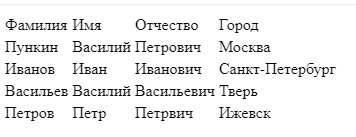 Фамилия Имя Отчество Город
Пункин Василий Петрович Москва
Иванов Иван Иванович Санкт-Петербург
Васильев Василий Васильевич Тверь
Петров Петр Петрвич Ижевск